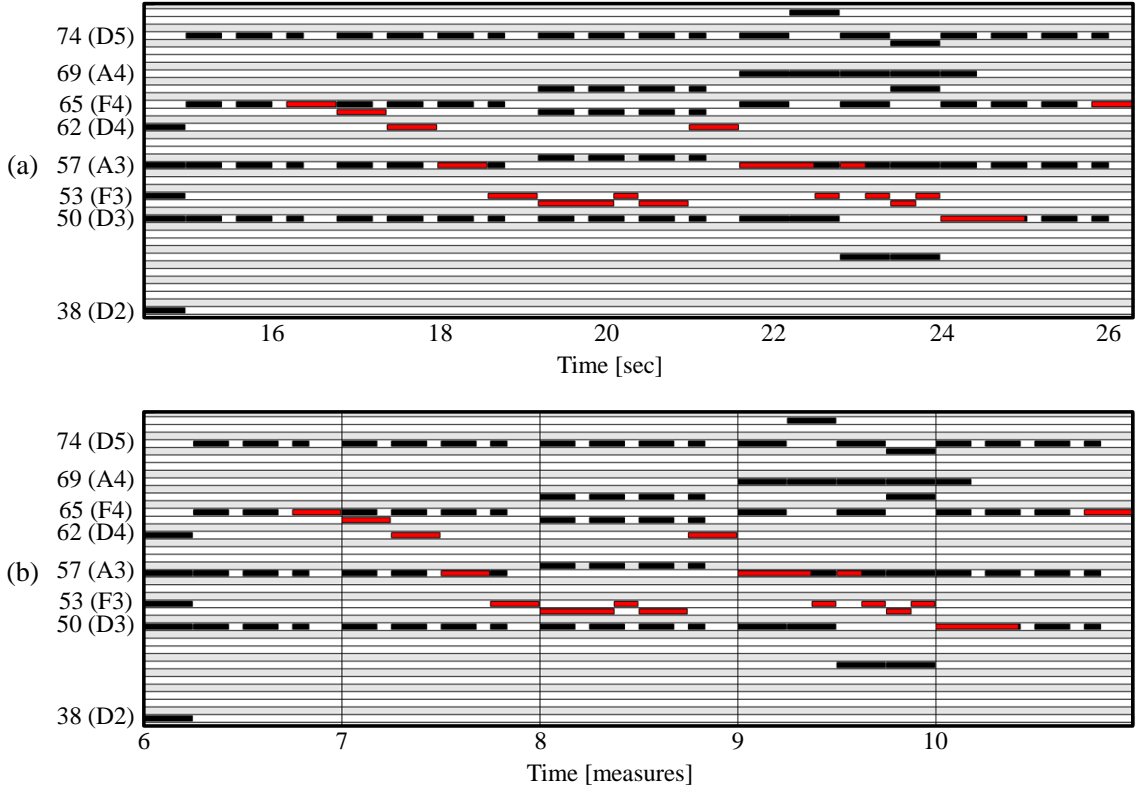 74 (D5)
69 (A4)
65 (F4)
62 (D4)
(a) 57 (A3)
53 (F3)
50 (D3)
38 (D2)
16 18 20 22 24 26
Time [sec]
74 (D5)
69 (A4)
65 (F4)
62 (D4)
(b) 57 (A3)
53 (F3)
50 (D3)
38 (D2)
6 7 8 9 10
Time [measures]